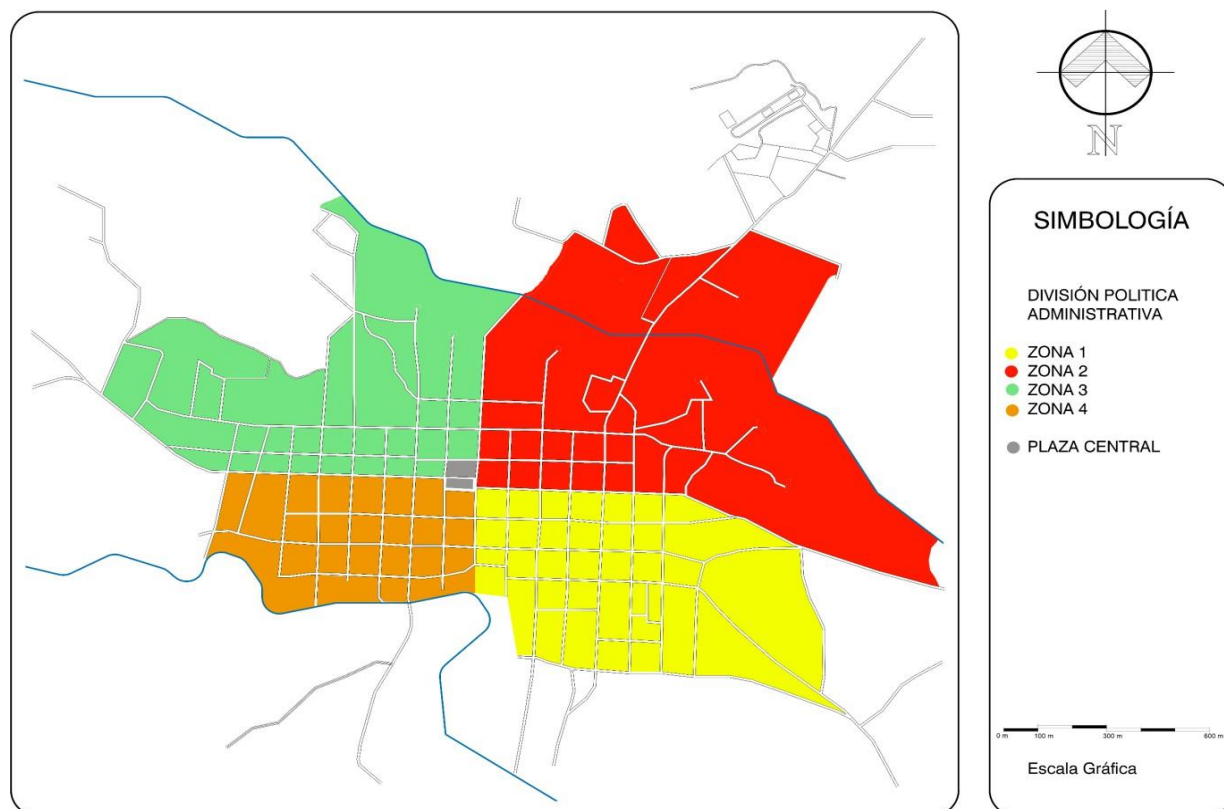 N
SIMBOLOGÍA
DIVISIÓN POLITICA
ADMINISTRATIVA
ZONA 1
ZONA 2
ZONA 3
ZONA 4
PLAZA CENTRAL
0 m 100 m 300 m 600 m
Escala Gráfica